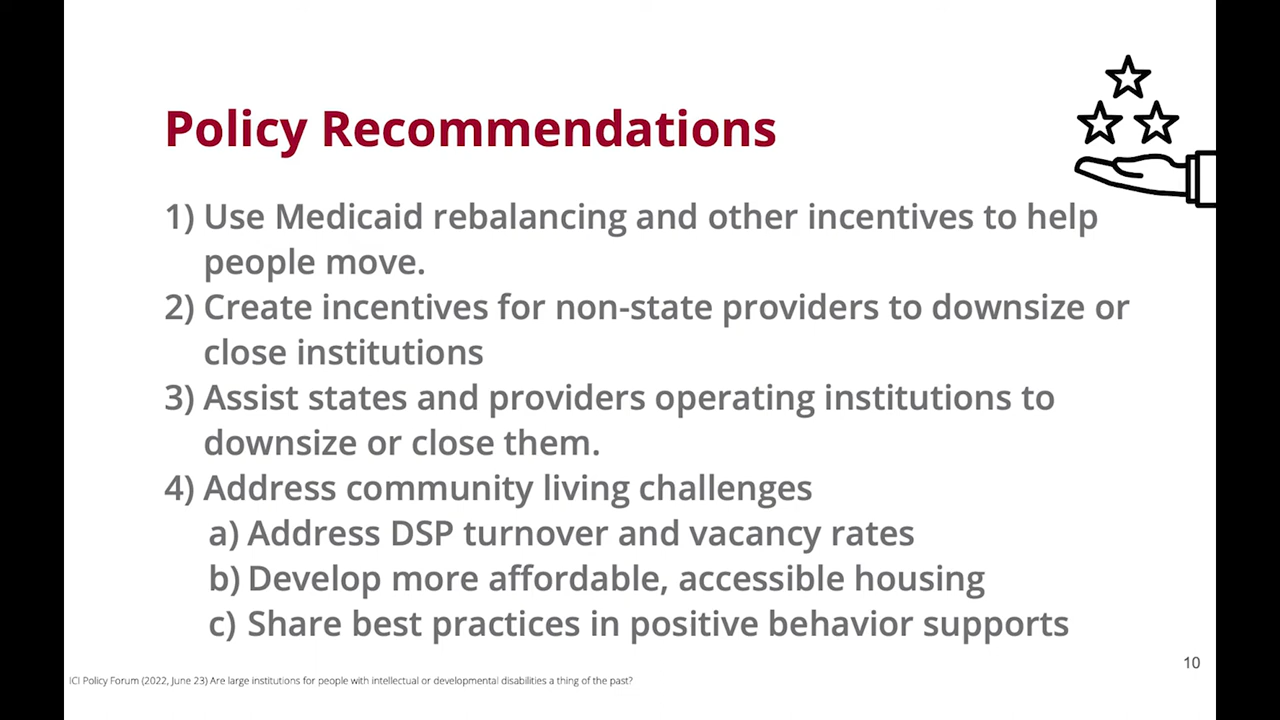 Policy Recommendations
1) Use Medicaid rebalancing and other incentives to help
people move.
2) Create incentives for non-state providers to downsize or
close institutions
3) Assist states and providers operating institutions to
downsize or close them.
4) Address community living challenges
a) Address DSP turnover and vacancy rates
b) Develop more affordable, accessible housing
c) Share best practices in positive behavior supports
10
ICI Policy Forum (2022, June 23) Are large institutions for people with intellectual or developmental disabilities a thing of the past?